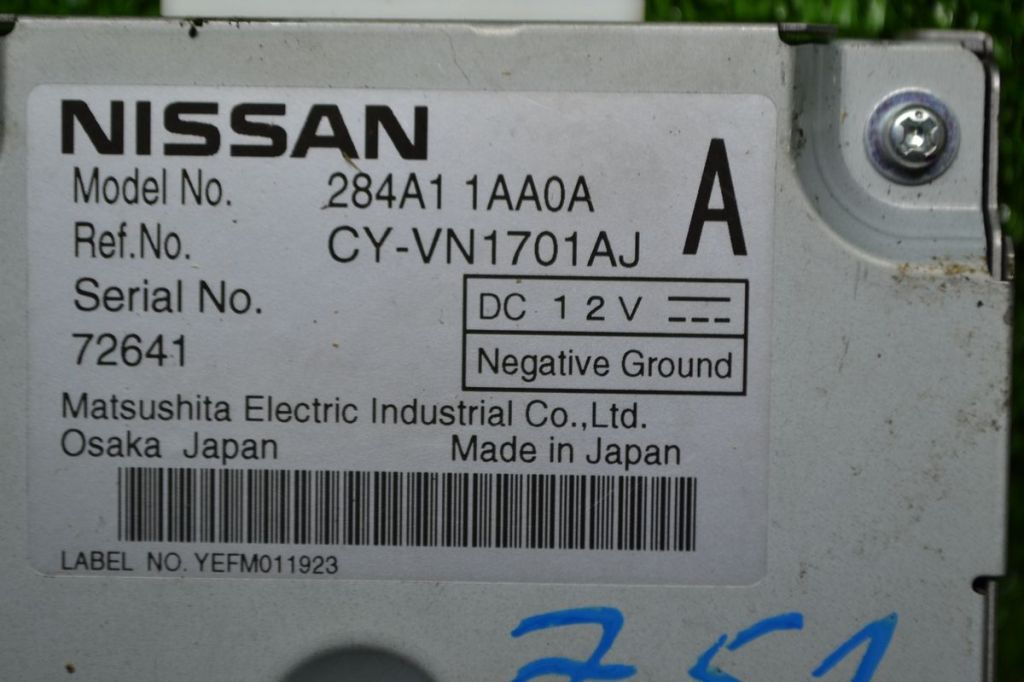 NISSAN
Model No. 284A1 1AA0A
A
Ref.No. CY-VN1701AJ
Serial No.
72641
DC 12V
Negative Ground
Matsushita Electric Industrial Co.,Ltd.
Osaka Japan Made in Japan
LABEL NO. YEFM011923